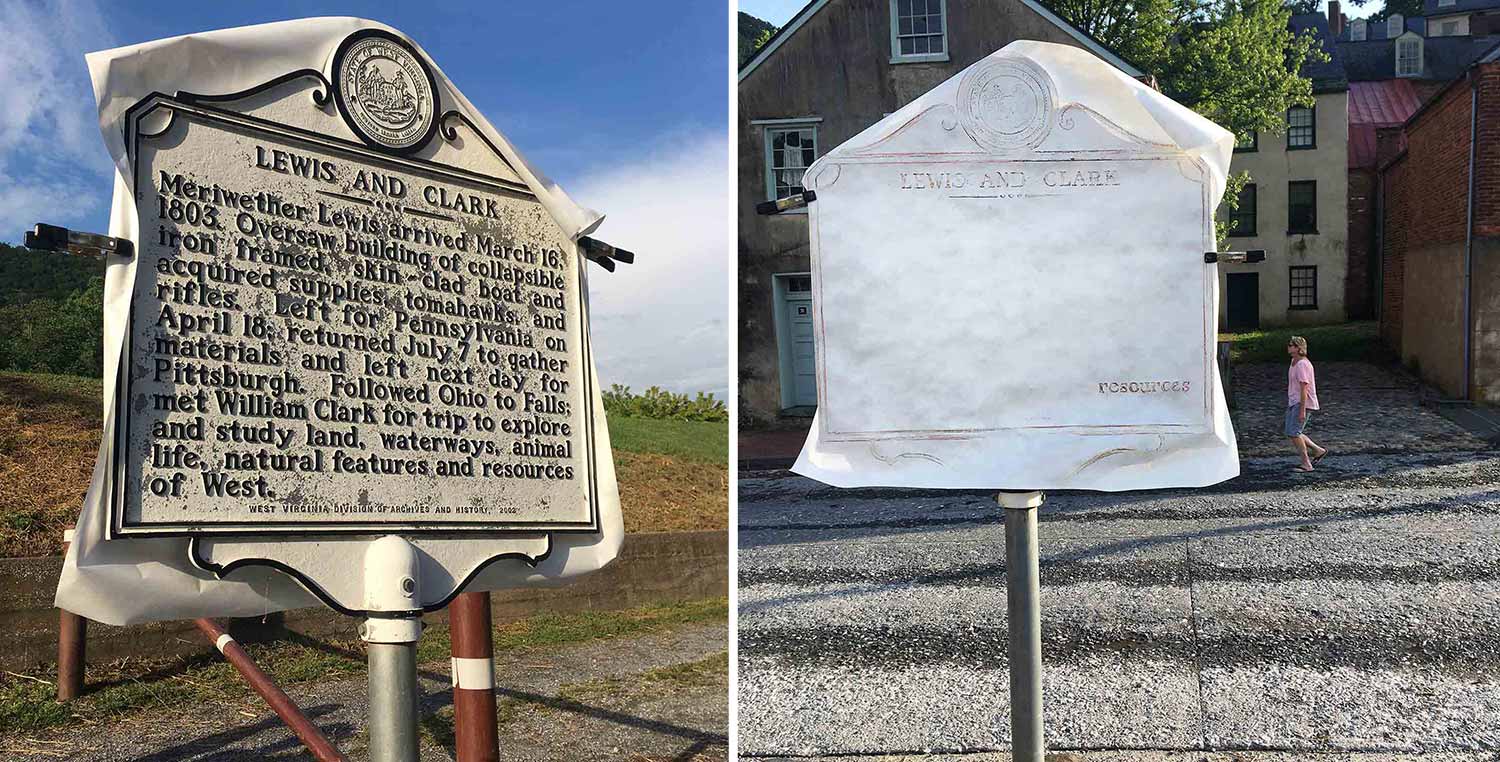 LEWIS AND CLARK
Meriwether Lewis arrived March 16,
1803. Oversaw building of collapsible
iron framed, skin-clad boat and
acquired supplies, tomahawks, and
rifles. Left for Pennsylvania on
April 18; returned July 7 to gather
materials and left next day for
Pittsburgh. Followed Ohio to Falls;
met William Clark for trip to explore
and study land, waterways, animal
life, natural features and resources
of West.
WEST VIRGINIA DIVISION OF ARCHIVES AND HISTORY, 2002
LEWIS AND CLARK
resources